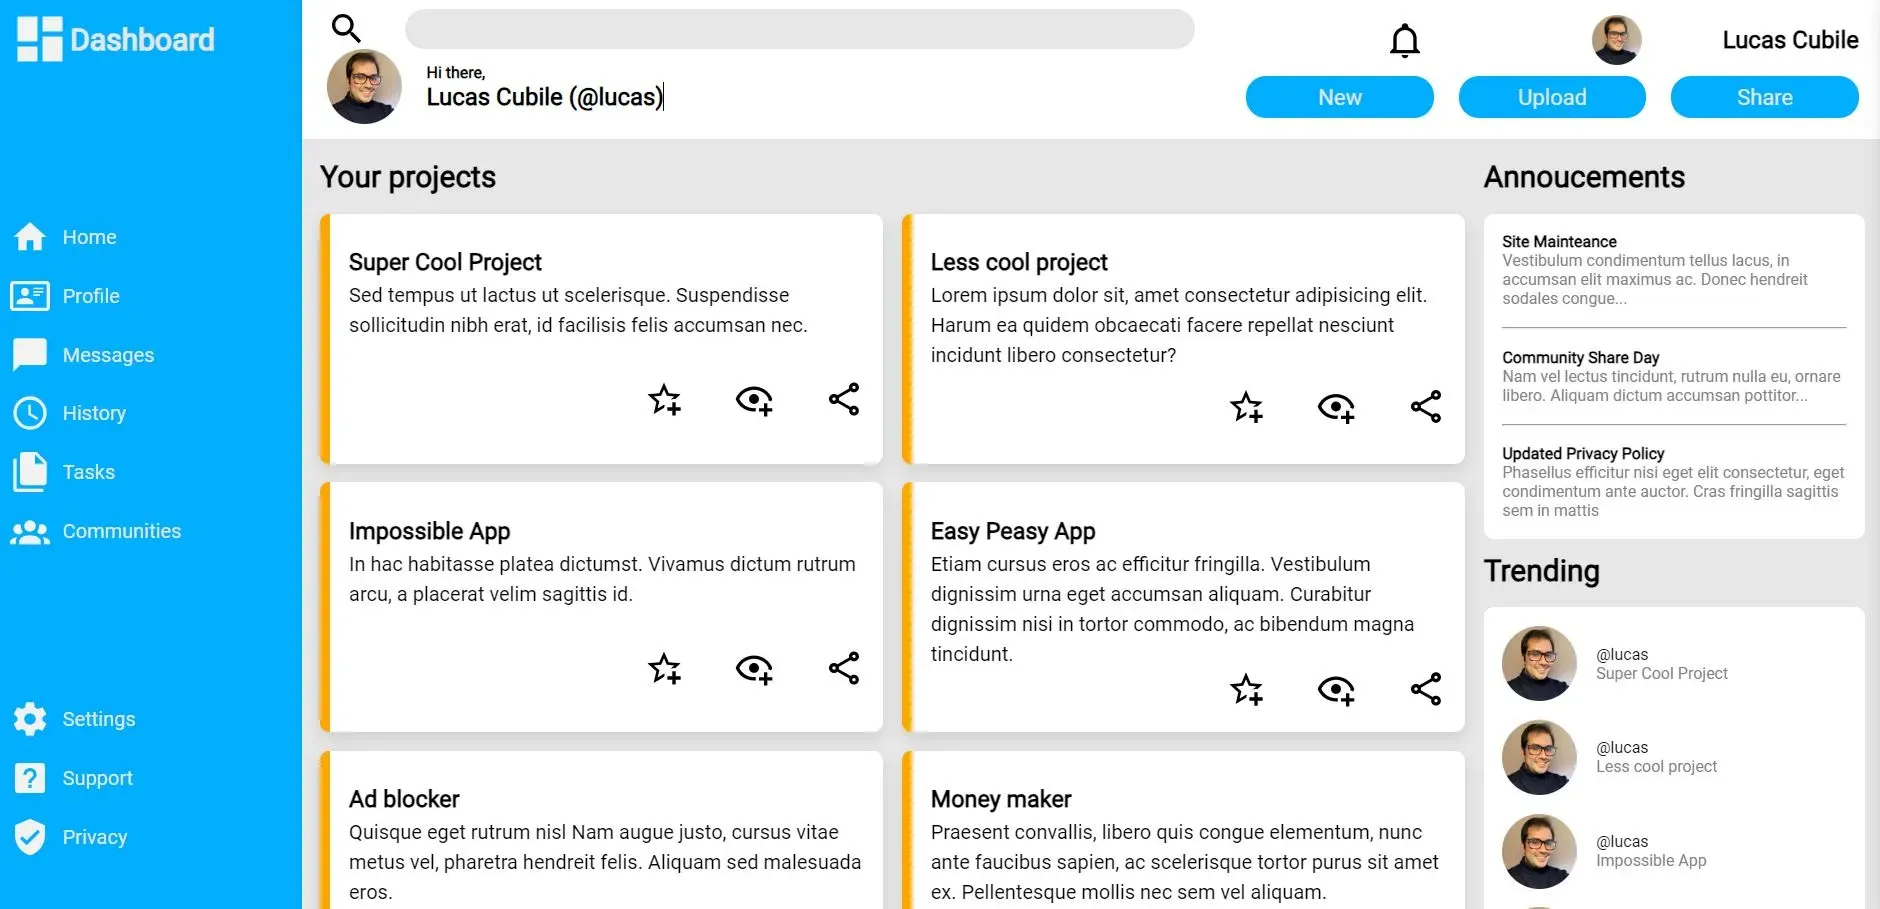 Dashboard
Home
Profile
Messages
History
Tasks
Communities
Settings
Support
Privacy
Hi there,
Lucas Cubile (@lucas)
Lucas Cubile
New
Upload
Share
Your projects
Super Cool Project
Sed tempus ut lactus ut scelerisque. Suspendisse
sollicitudin nibh erat, id facilisis felis accumsan nec.
Less cool project
Lorem ipsum dolor sit, amet consectetur adipisicing elit.
Harum ea quidem obcaecati facere repellat nesciunt
incidunt libero consectetur?
Impossible App
In hac habitasse platea dictumst. Vivamus dictum rutrum
arcu, a placerat velim sagittis id.
Easy Peasy App
Etiam cursus eros ac efficitur fringilla. Vestibulum
dignissim urna eget accumsan aliquam. Curabitur
dignissim nisi in tortor commodo, ac bibendum magna
tincidunt.
Ad blocker
Quisque eget rutrum nisl Nam augue justo, cursus vitae
metus vel, pharetra hendreit felis. Aliquam sed malesuada
eros.
Money maker
Praesent convallis, libero quis congue elementum, nunc
ante faucibus sapien, ac scelerisque tortor purus sit amet
ex. Pellentesque mollis nec sem vel aliquam.
Annoucements
Site Mainteance
Vestibulum condimentum tellus lacus, in
accumsan elit maximus ac. Donec hendreit
sodales congue...
Community Share Day
Nam vel lectus tincidunt, rutrum nulla eu, ornare
libero. Aliquam dictum accumsan pottitor...
Updated Privacy Policy
Phasellus efficitur nisi eget elit consectetur, eget
condimentum ante auctor. Cras fringilla sagittis
sem in mattis
Trending
@lucas
Super Cool Project
@lucas
Less cool project
@lucas
Impossible App